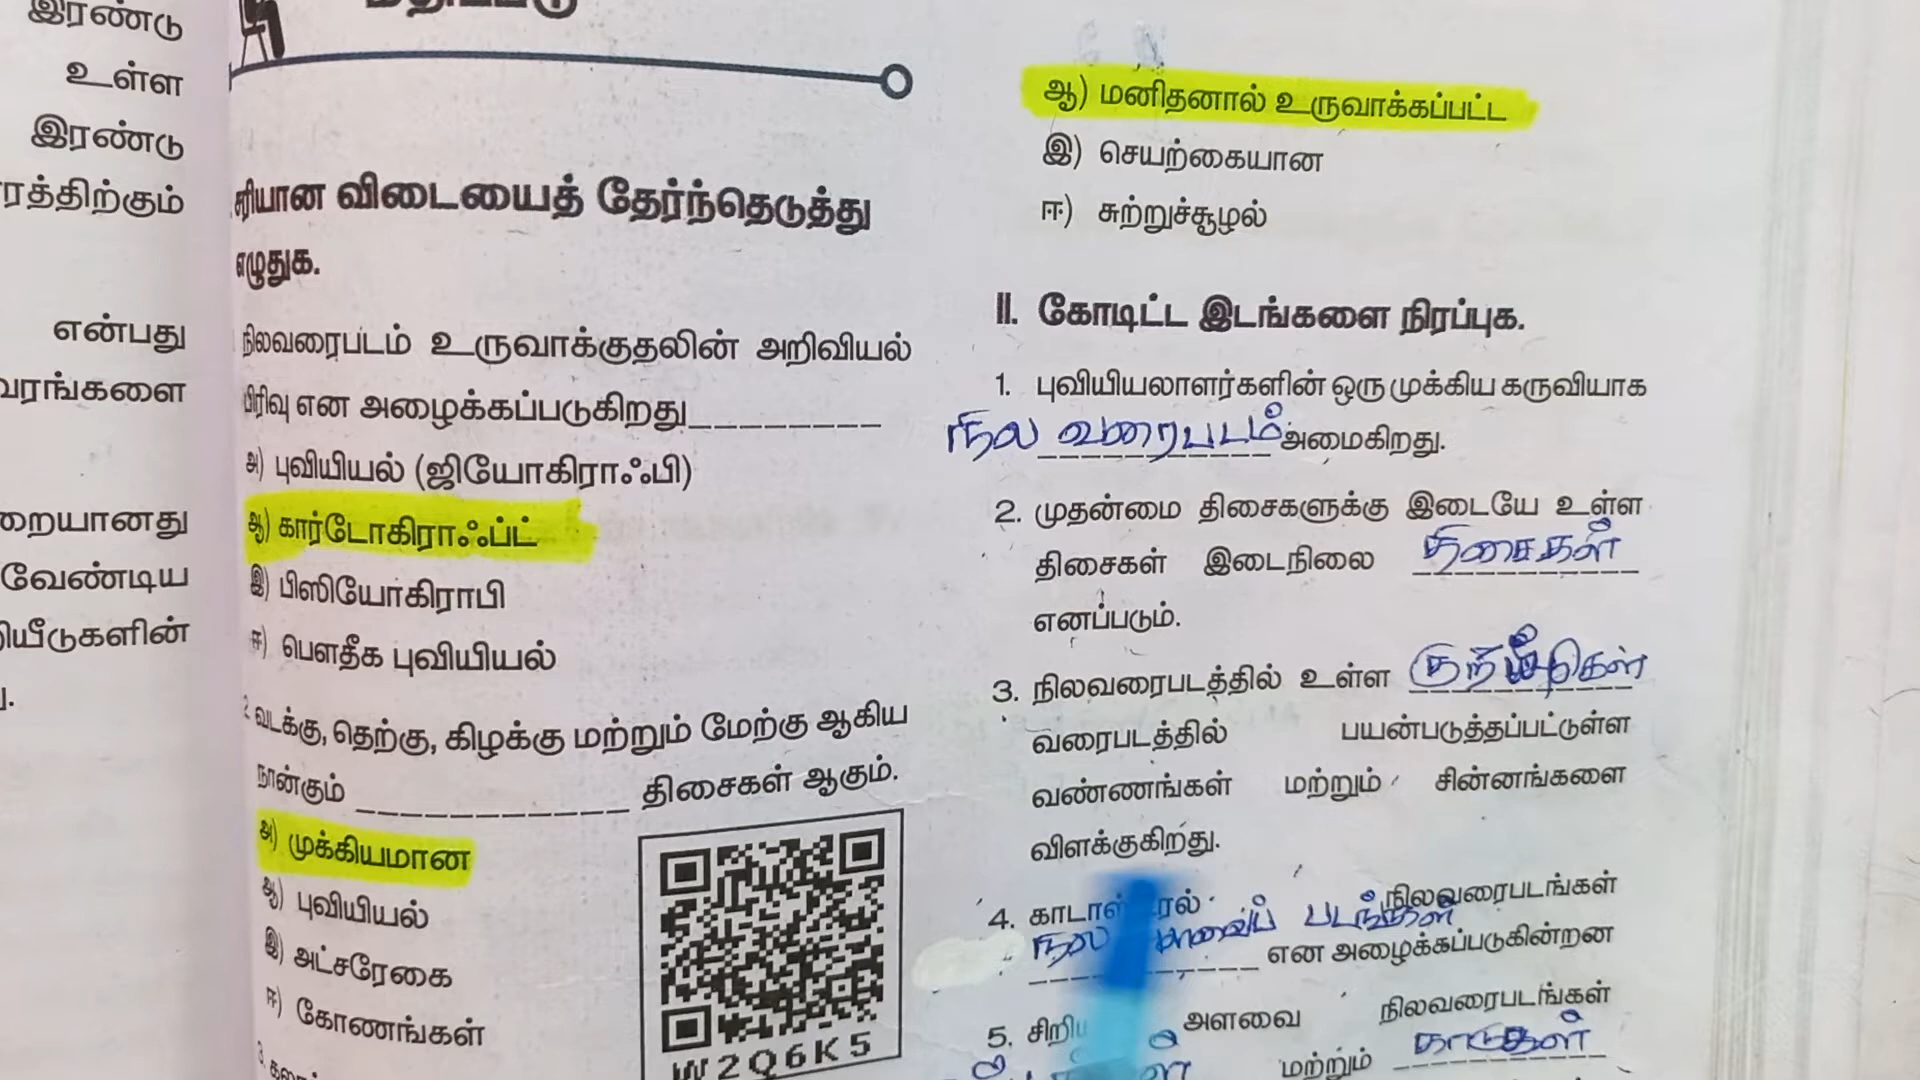 இரண்டு
உள்ள
இரண்டு
என்பது
சரியான விடையைத் தேர்ந்தெடுத்து
எழுதுக.
நிலவரைபடம் உருவாக்குதலின் அறிவியல்
பிரிவு என அழைக்கப்படுகிறது_________
அ) புவியியல் (ஜியோகிராஃபி)
ஆ) கார்டோகிராஃப்ட்
இ) பிஸியோகிராபி
ஈ) பௌதீக புவியியல்
2. வடக்கு, தெற்கு, கிழக்கு மற்றும் மேற்கு ஆகிய
நான்கும் _____________ திசைகள் ஆகும்.
அ) முக்கியமான
ஆ) புவியியல்
இ) அட்சரேகை
ஈ) கோணங்கள்
3.
W2Q6K5
ஆ) மனிதனால் உருவாக்கப்பட்ட
இ) செயற்கையான
ஈ) சுற்றுச்சூழல்
II. கோடிட்ட இடங்களை நிரப்புக.
1. புவியியலாளர்களின் ஒரு முக்கிய கருவியாக
நில வரைபடம் அமைகிறது.
2. முதன்மை திசைகளுக்கு இடையே உள்ள
திசைகள் இடைநிலை திசைகள்
எனப்படும்.
3. நிலவரைபடத்தில் உள்ள
வரைபடத்தில் பயன்படுத்தப்பட்டுள்ள
வண்ணங்கள் மற்றும் சின்னங்களை
விளக்குகிறது.
4. நிலவரைபடங்கள்
நில படங்கள் என அழைக்கப்படுகின்றன
5. அளவை நிலவரைபடங்கள்
மற்றும் காடுகள்